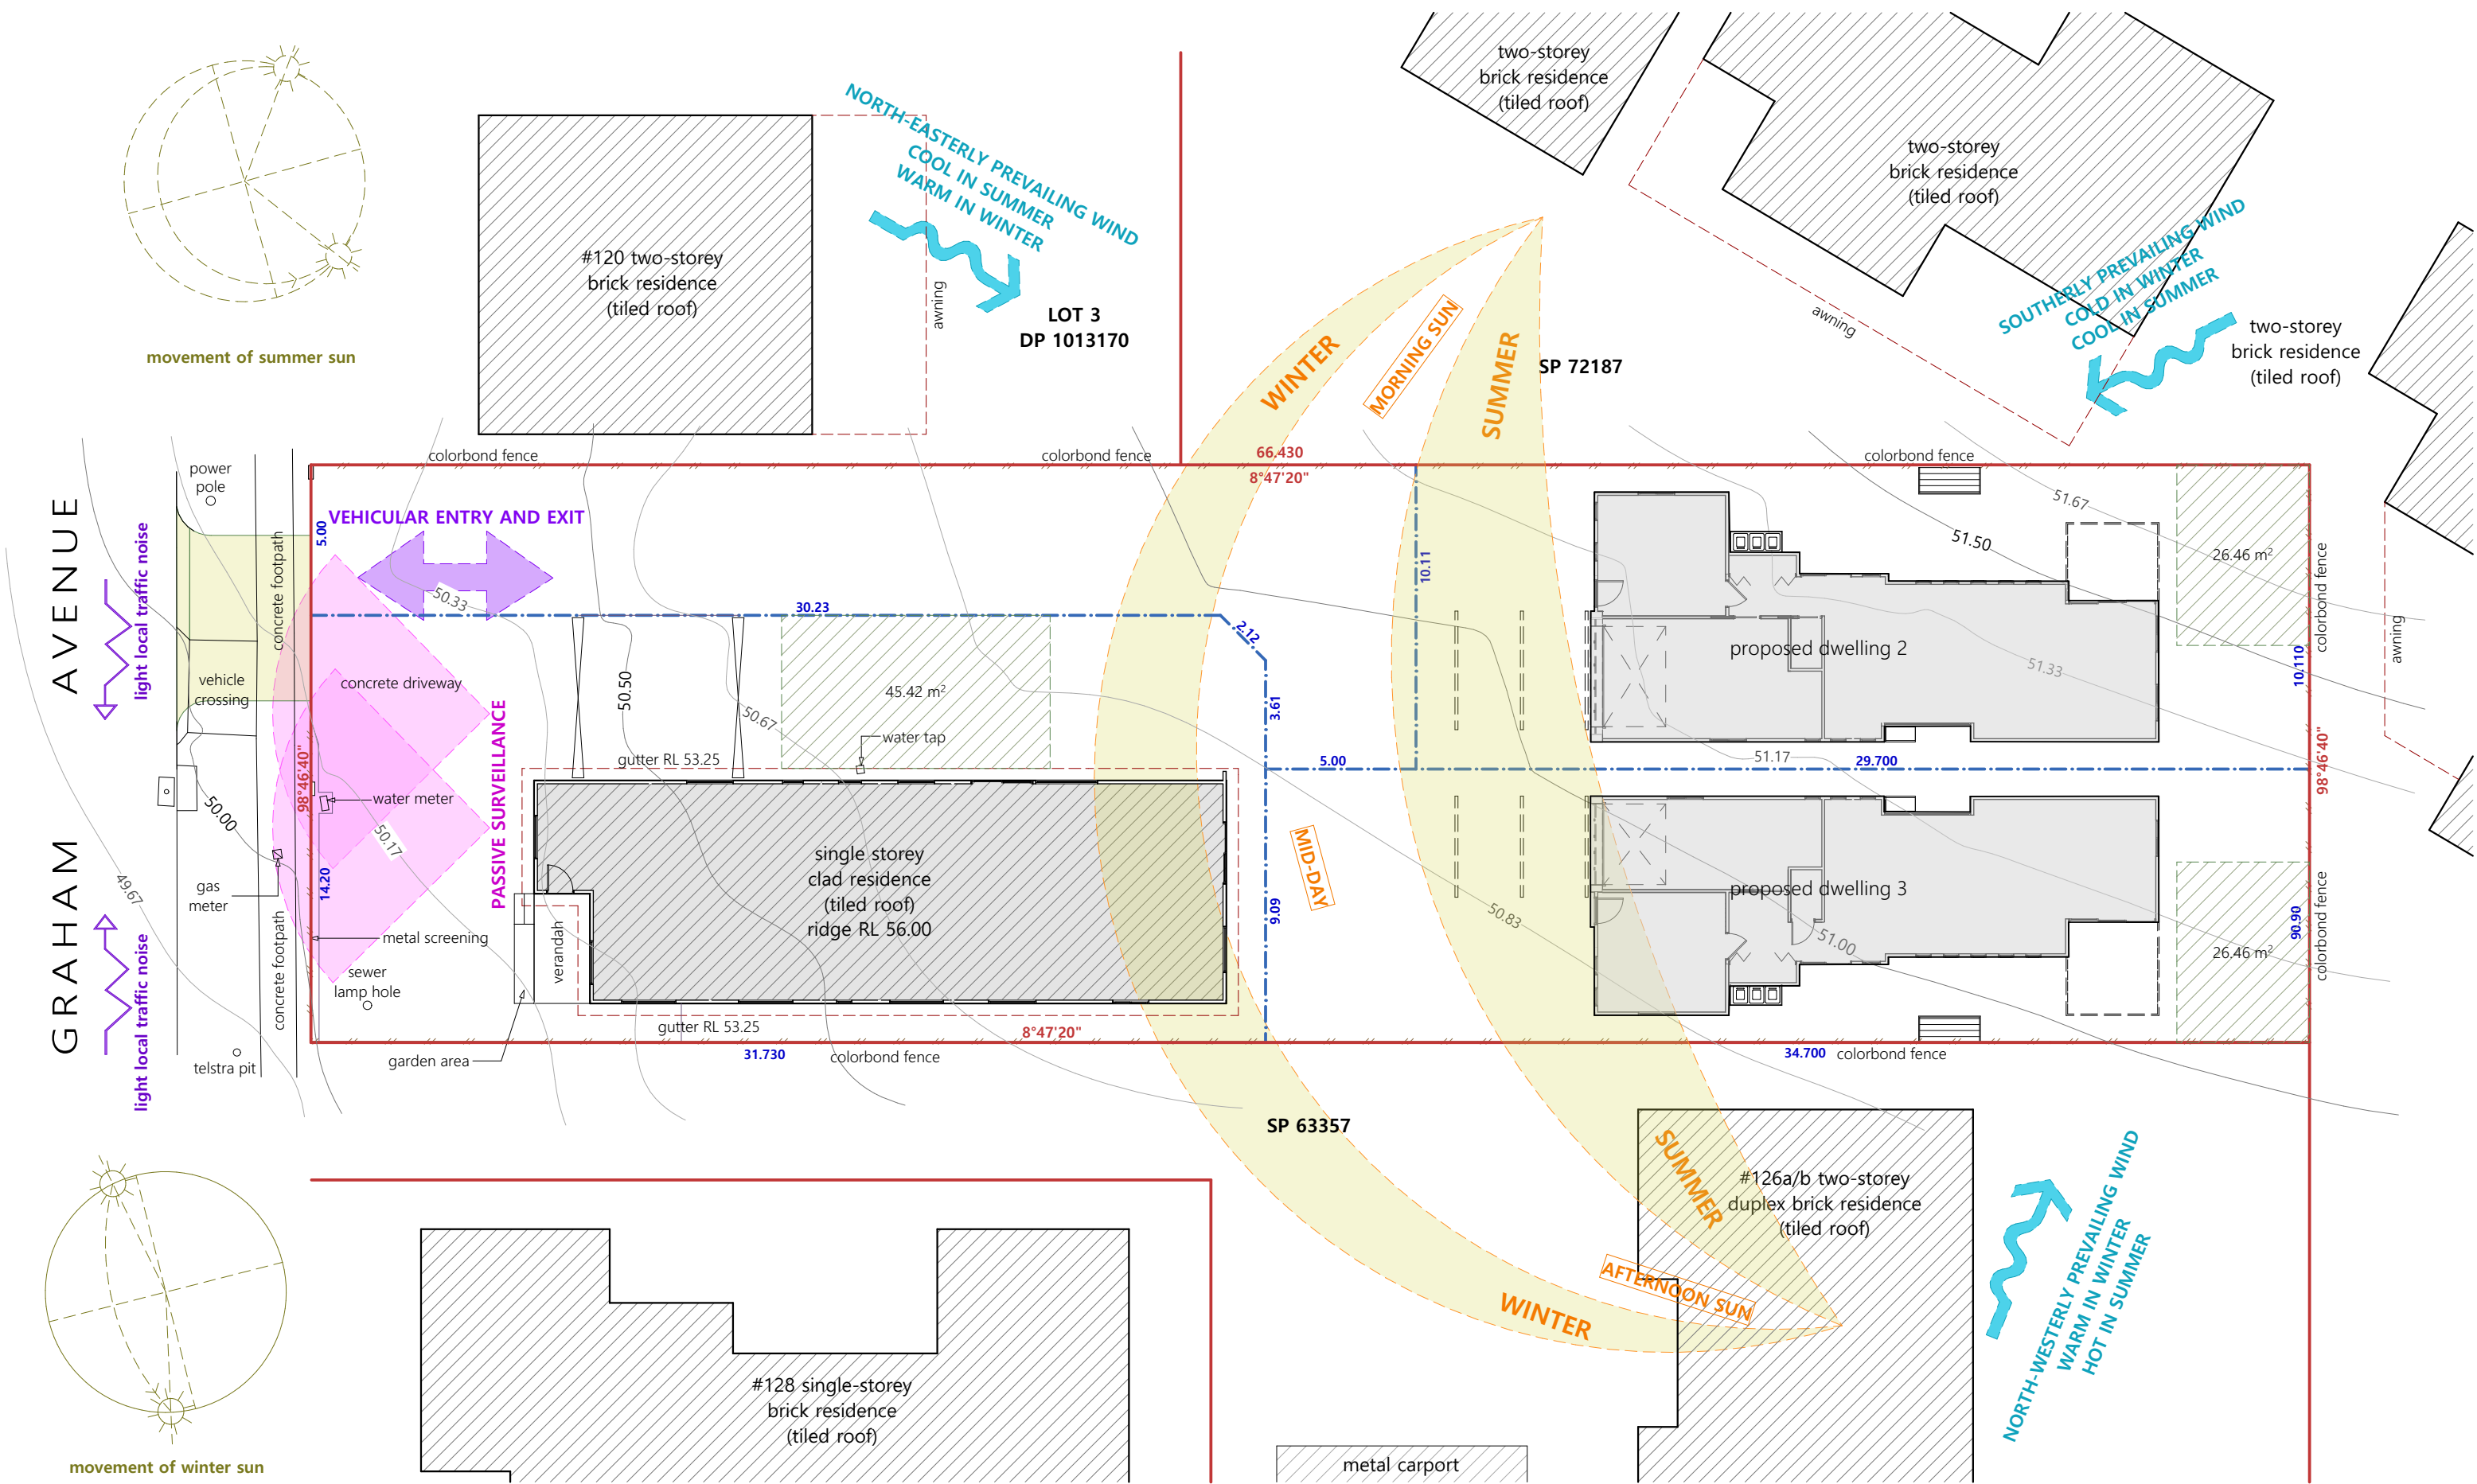 two-storey
brick residence
(tiled roof)
two-storey
brick residence
(tiled roof)
NORTH-EASTERLY PREVAILING WIND
COOL IN SUMMER
WARM IN WINTER
#120 two-storey
brick residence
(tiled roof)
awning
LOT 3
DP 1013170
SOUTHERLY PREVAILING WIND
COLD IN WINTER
COOL IN SUMMER
two-storey
brick residence
(tiled roof)
awning
movement of summer sun
WINTER
MORNING SUN
SUMMER
SP 72187
power
pole
colorbond fence
colorbond fence
66.430
8°47'20"
colorbond fence
GRAHAM AVENUE
light local traffic noise
concrete footpath
5.00
VEHICULAR ENTRY AND EXIT
50.33
30.23
2.12
10.11
51.67
51.50
26.46 m²
colorbond fence
awning
vehicle
crossing
concrete driveway
50.50
45.42 m²
50.67
water tap
3.61
proposed dwelling 2
51.33
10.110
98°46'40"
98°46'40"
PASSIVE SURVEILLANCE
gutter RL 53.25
5.00
51.17
29.700
50.00
water meter
50.17
49.67
gas
meter
14.20
single storey
clad residence
(tiled roof)
ridge RL 56.00
MID-DAY
9.09
proposed dwelling 3
50.83
51.00
26.46 m²
90.90
colorbond fence
light local traffic noise
concrete footpath
metal screening
sewer
lamp hole
verandah
gutter RL 53.25
8°47'20"
31.730
colorbond fence
34.700
colorbond fence
telstra pit
garden area
SP 63357
SUMMER
#126a/b two-storey
duplex brick residence
(tiled roof)
AFTERNOON SUN
WINTER
NORTH-WESTERLY PREVAILING WIND
WARM IN WINTER
HOT IN SUMMER
#128 single-storey
brick residence
(tiled roof)
metal carport
movement of winter sun